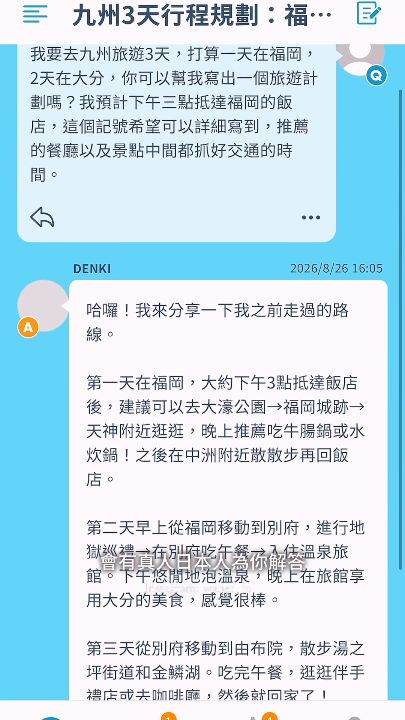 九州3天行程規劃：福…
我要去九州旅遊3天，打算一天在福岡，
2天在大分，你可以幫我寫出一個旅遊計
劃嗎？我預計下午三點抵達福岡的飯
店，這個記號希望可以詳細寫到，推薦
的餐廳以及景點中間都抓好交通的時
間。
Q
DENKI 2026/8/26 16:05
A
哈囉！我來分享一下我之前走過的路
線。
第一天在福岡，大約下午3點抵達飯店
後，建議可以去大濠公園→福岡城跡→
天神附近逛逛，晚上推薦吃牛腸鍋或水
炊鍋！之後在中洲附近散散步再回飯
店。
第二天早上從福岡移動到別府，進行地
獄巡禮→在別府吃午餐→入住溫泉旅
會有真人日本人為你解答
館。下午悠閒地泡溫泉，晚上在旅館享
用大分的美食，感覺很棒。
第三天從別府移動到由布院，散步湯之
坪街道和金鱗湖。吃完午餐，逛逛伴手
禮店或去咖啡廳，然後就回家了！